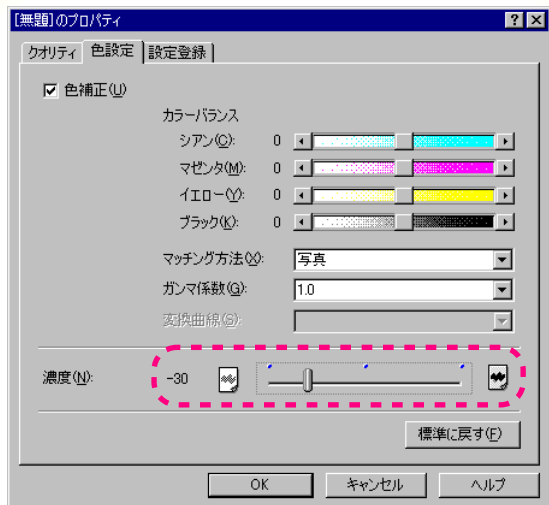 [無題]のプロパティ
クオリティ 色設定 設定登録
色補正(U)
カラーバランス
シアン(C): 0
マゼンタ(M): 0
イエロー(Y): 0
ブラック(K): 0
マッチング方法(X): 写真
ガンマ係数(G): 1.0
変換曲線(S):
濃度(N): -30
標準に戻す(F)
OK キャンセル ヘルプ